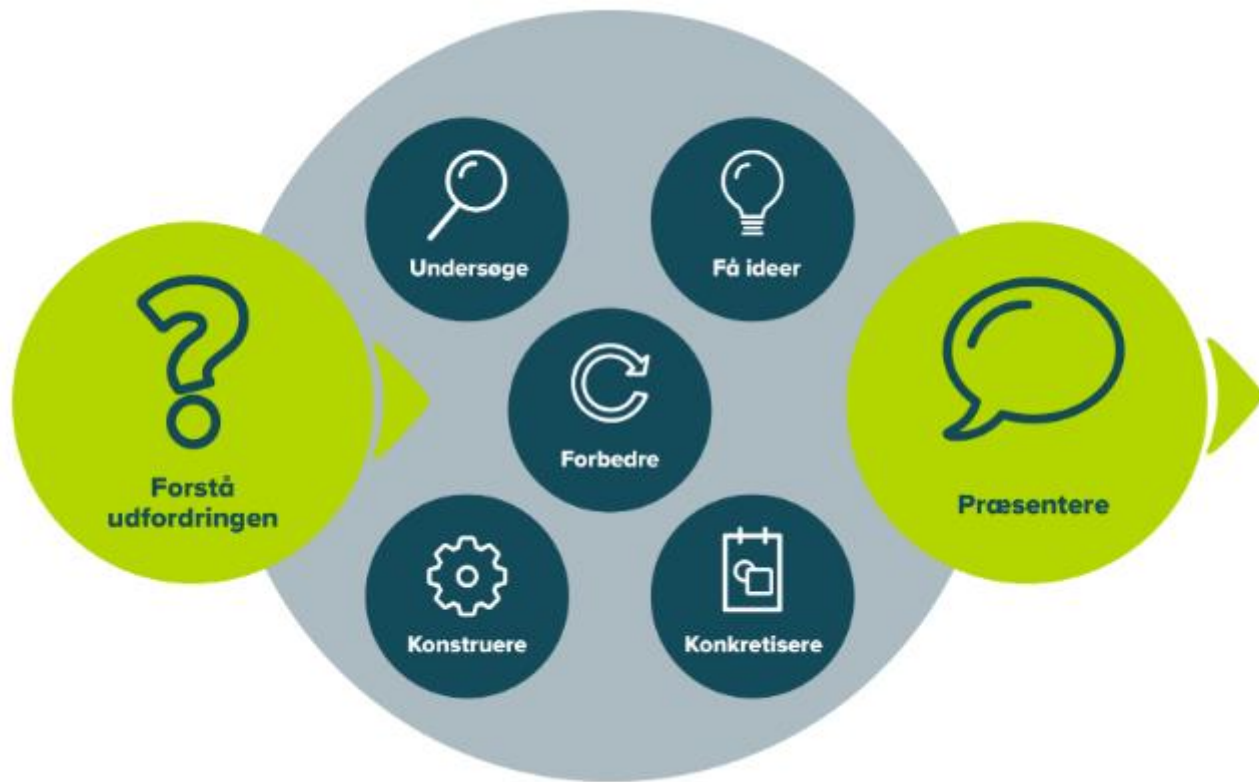 Undersøge
Få ideer
Forbedre
Forstå
udfordringen
Præsentere
Konstruere
Konkretisere